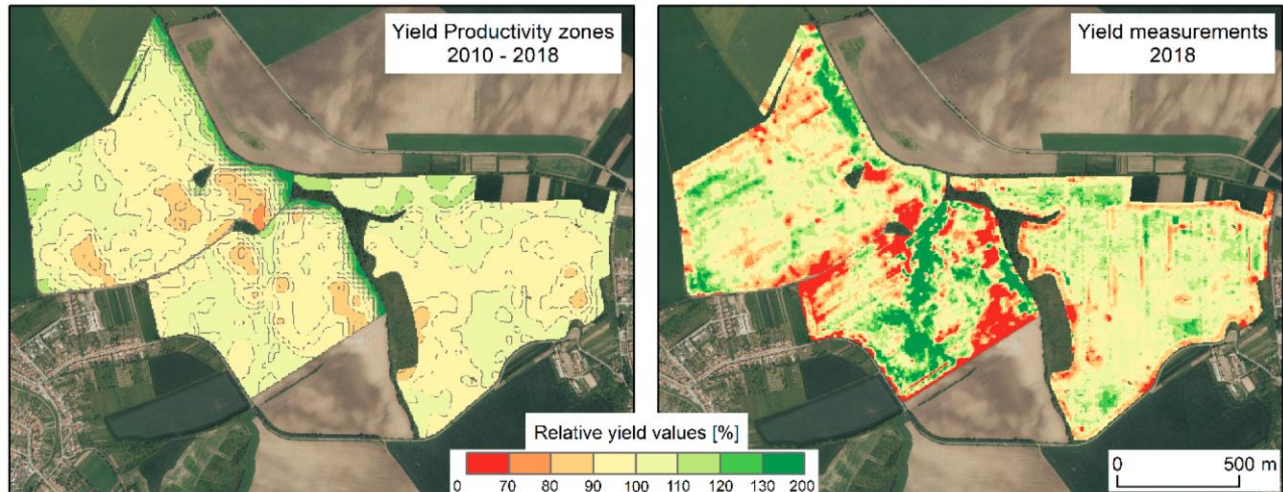 Yield Productivity zones
2010 - 2018
Yield measurements
2018
Relative yield values [%]
0 70 80 90 100 110 120 130 200
0 500 m